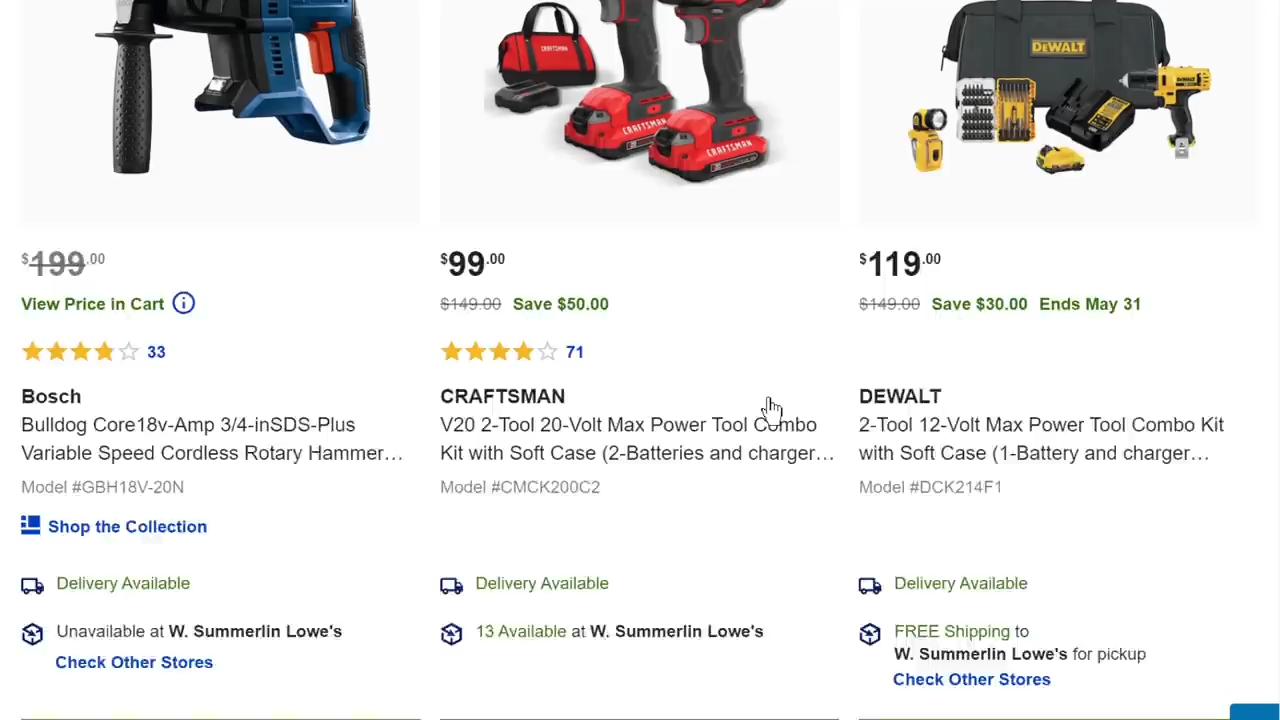 CRAFTSMAN
CRAFTSMAN
CRAFTSMAN
DEWALT
$199.00
View Price in Cart
33
Bosch
Bulldog Core18v-Amp 3/4-inSDS-Plus
Variable Speed Cordless Rotary Hammer…
Model #GBH18V-20N
Shop the Collection
Delivery Available
Unavailable at W. Summerlin Lowe's
Check Other Stores
$99.00
$149.00 Save $50.00
71
CRAFTSMAN
V20 2-Tool 20-Volt Max Power Tool Combo
Kit with Soft Case (2-Batteries and charger…
Model #CMCK200C2
Delivery Available
13 Available at W. Summerlin Lowe's
$119.00
$149.00 Save $30.00 Ends May 31
DEWALT
2-Tool 12-Volt Max Power Tool Combo Kit
with Soft Case (1-Battery and charger…
Model #DCK214F1
Delivery Available
FREE Shipping to
W. Summerlin Lowe's for pickup
Check Other Stores